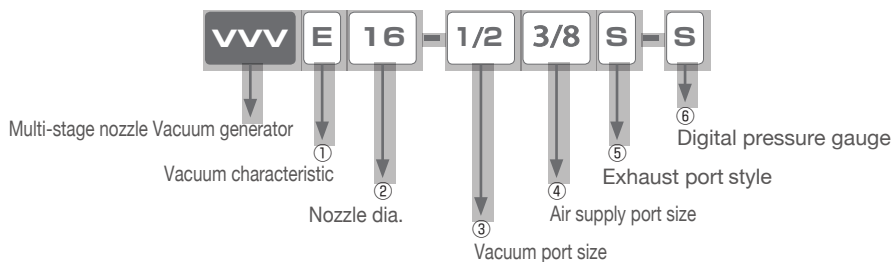 VVV E 16 - 1/2 3/8 S - S
Multi-stage nozzle Vacuum generator
① Vacuum characteristic
② Nozzle dia.
③ Vacuum port size
④ Air supply port size
⑤ Exhaust port style
⑥ Digital pressure gauge